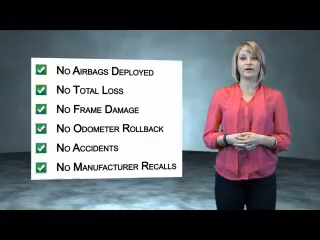 No Airbags Deployed
No Total Loss
No Frame Damage
No Odometer Rollback
No Accidents
No Manufacturer Recalls